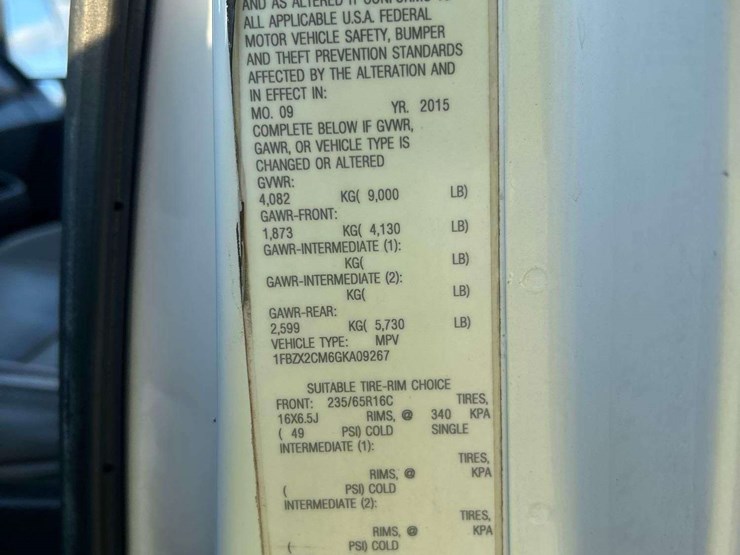 AND AS ALTERED IT CONFORMS
ALL APPLICABLE U.S.A. FEDERAL
MOTOR VEHICLE SAFETY, BUMPER
AND THEFT PREVENTION STANDARDS
AFFECTED BY THE ALTERATION AND
IN EFFECT IN:
MO. 09 YR. 2015
COMPLETE BELOW IF GVWR,
GAWR, OR VEHICLE TYPE IS
CHANGED OR ALTERED
GVWR:
4,082 KG( 9,000 LB)
GAWR-FRONT:
1,873 KG( 4,130 LB)
GAWR-INTERMEDIATE (1):
KG( LB)
GAWR-INTERMEDIATE (2):
KG( LB)
GAWR-REAR:
2,599 KG( 5,730 LB)
VEHICLE TYPE: MPV
1FBZX2CM6GKA09267
SUITABLE TIRE-RIM CHOICE
FRONT: 235/65R16C TIRES,
16X6.5J RIMS, @ 340 KPA
( 49 PSI) COLD SINGLE
INTERMEDIATE (1):
TIRES,
RIMS, @ KPA
( PSI) COLD
INTERMEDIATE (2):
TIRES,
RIMS, @ KPA
( PSI) COLD